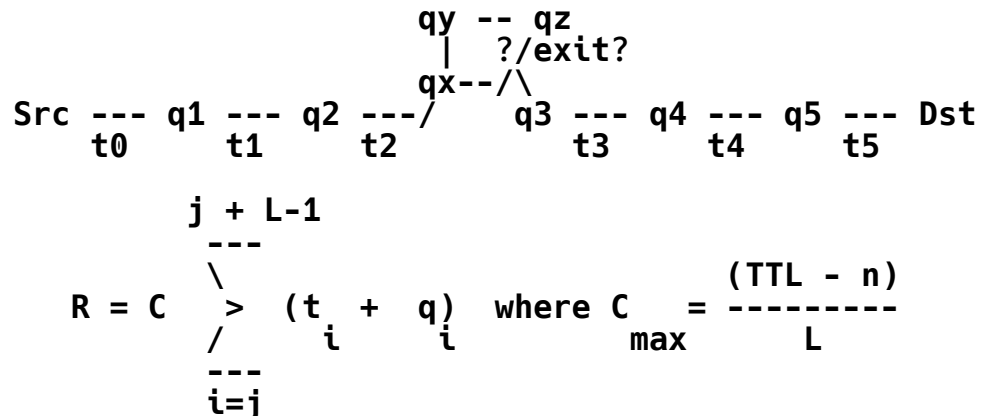 qy -- qz
|   ?/exit?
qx--/\
Src --- q1 --- q2 ---/    q3 --- q4 --- q5 --- Dst
t0     t1     t2         t3     t4     t5
j + L-1
---
\                          (TTL - n)
R = C   >  (t  +  q)  where C    = ---------
/     i     i          max      L
---
i=j